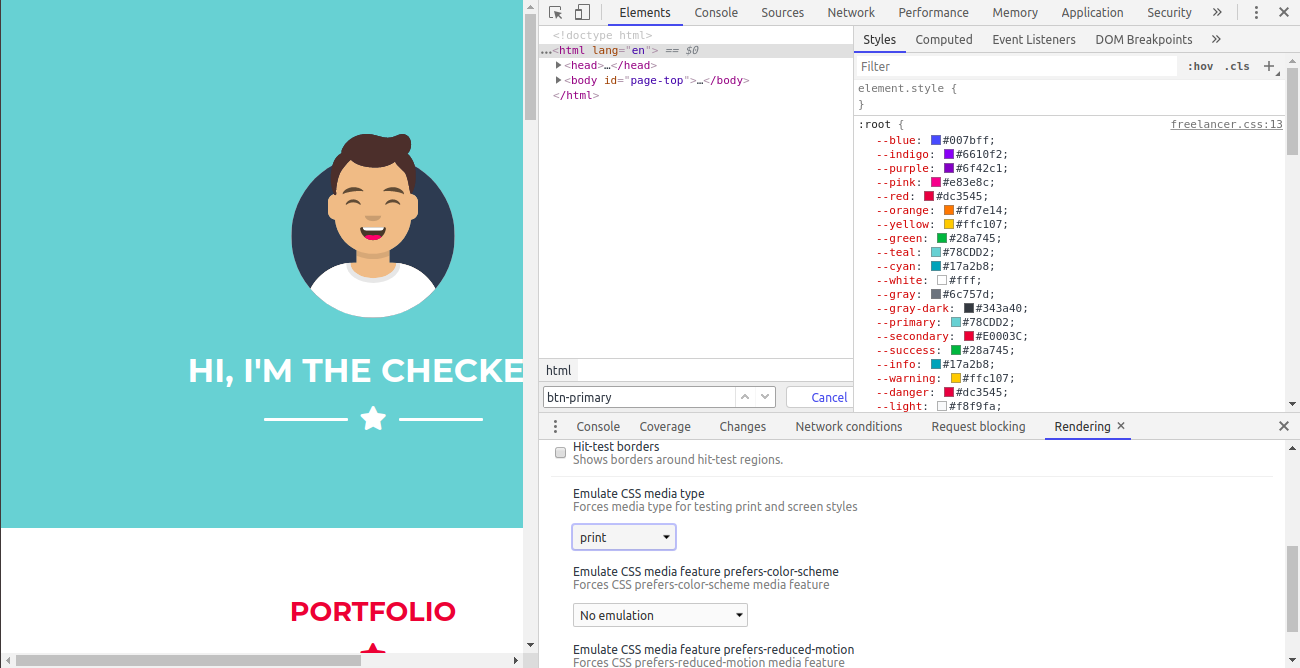 HI, I'M THE CHECKE
PORTFOLIO
Elements Console Sources Network Performance Memory Application Security »
<!doctype html>
…<html lang="en"> == $0
<head>…</head>
<body id="page-top">…</body>
</html>
html
btn-primary
Cancel
Styles Computed Event Listeners DOM Breakpoints »
Filter :hov .cls +
element.style {
}
:root { freelancer.css:13
--blue: #007bff;
--indigo: #6610f2;
--purple: #6f42c1;
--pink: #e83e8c;
--red: #dc3545;
--orange: #fd7e14;
--yellow: #ffc107;
--green: #28a745;
--teal: #78CDD2;
--cyan: #17a2b8;
--white: #fff;
--gray: #6c757d;
--gray-dark: #343a40;
--primary: #78CDD2;
--secondary: #E0003C;
--success: #28a745;
--info: #17a2b8;
--warning: #ffc107;
--danger: #dc3545;
--light: #f8f9fa;
Console Coverage Changes Network conditions Request blocking Rendering ×
Hit-test borders
Shows borders around hit-test regions.
Emulate CSS media type
Forces media type for testing print and screen styles
print
Emulate CSS media feature prefers-color-scheme
Forces CSS prefers-color-scheme media feature
No emulation
Emulate CSS media feature prefers-reduced-motion
Forces CSS prefers-reduced-motion media feature